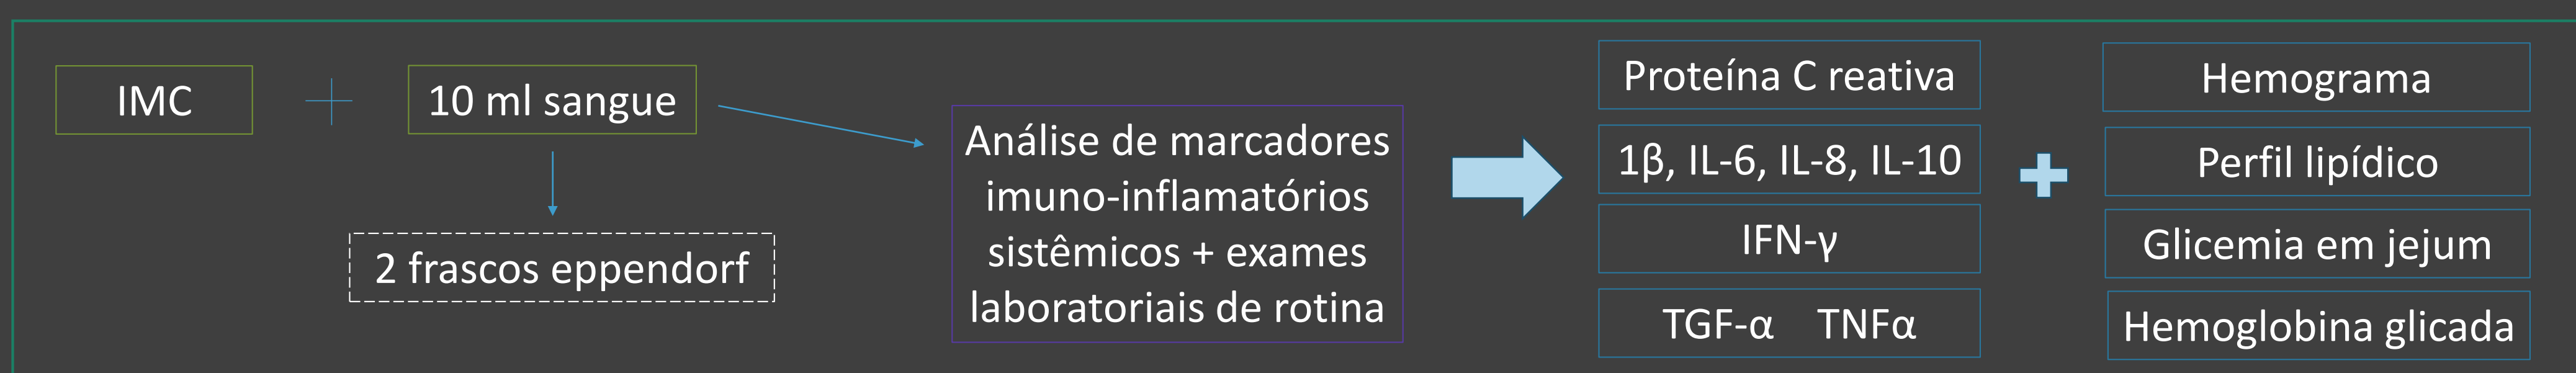 IMC
10 ml sangue
2 frascos eppendorf
Análise de marcadores
imuno-inflamatórios
sistêmicos + exames
laboratoriais de rotina
Proteína C reativa
1β, IL-6, IL-8, IL-10
IFN-γ
TGF-α TNFα
Hemograma
Perfil lipídico
Glicemia em jejum
Hemoglobina glicada